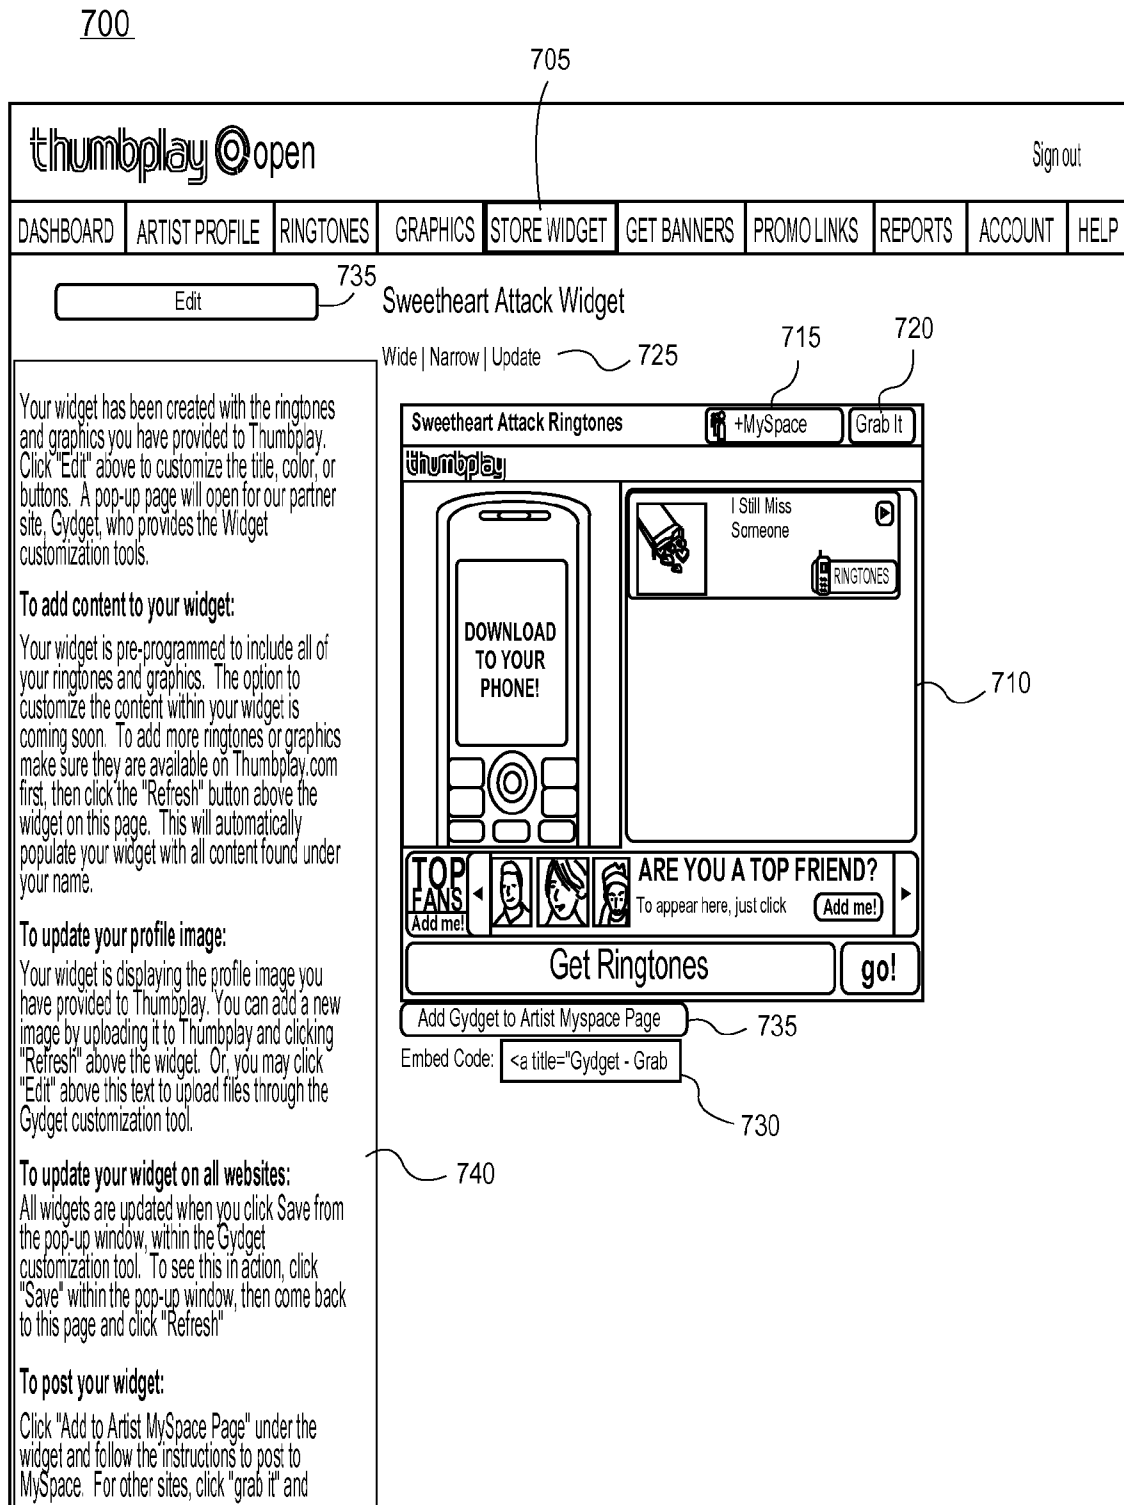 700
705
thumbplay open
Sign out
DASHBOARD ARTIST PROFILE RINGTONES GRAPHICS STORE WIDGET GET BANNERS PROMO LINKS REPORTS ACCOUNT HELP
Edit
735
Sweetheart Attack Widget
Wide | Narrow | Update
725
715
720
Your widget has been created with the ringtones
and graphics you have provided to Thumbplay.
Click "Edit" above to customize the title, color, or
buttons. A pop-up page will open for our partner
site, Gydget, who provides the Widget
customization tools.
To add content to your widget:
Your widget is pre-programmed to include all of
your ringtones and graphics. The option to
customize the content within your widget is
coming soon. To add more ringtones or graphics
make sure they are available on Thumbplay.com
first, then click the "Refresh" button above the
widget on this page. This will automatically
populate your widget with all content found under
your name.
To update your profile image:
Your widget is displaying the profile image you
have provided to Thumbplay. You can add a new
image by uploading it to Thumbplay and clicking
"Refresh" above the widget. Or, you may click
"Edit" above this text to upload files through the
Gydget customization tool.
To update your widget on all websites:
All widgets are updated when you click Save from
the pop-up window, within the Gydget
customization tool. To see this in action, click
"Save" within the pop-up window, then come back
to this page and click "Refresh"
To post your widget:
Click "Add to Artist MySpace Page" under the
widget and follow the instructions to post to
MySpace. For other sites, click "grab it" and
740
Sweetheart Attack Ringtones
+MySpace
Grab It
thumbplay
DOWNLOAD
TO YOUR
PHONE!
I Still Miss
Someone
RINGTONES
710
TOP
FANS
Add me!
ARE YOU A TOP FRIEND?
To appear here, just click
Add me!
Get Ringtones
go!
Add Gydget to Artist Myspace Page
735
Embed Code: <a title="Gydget - Grab
730